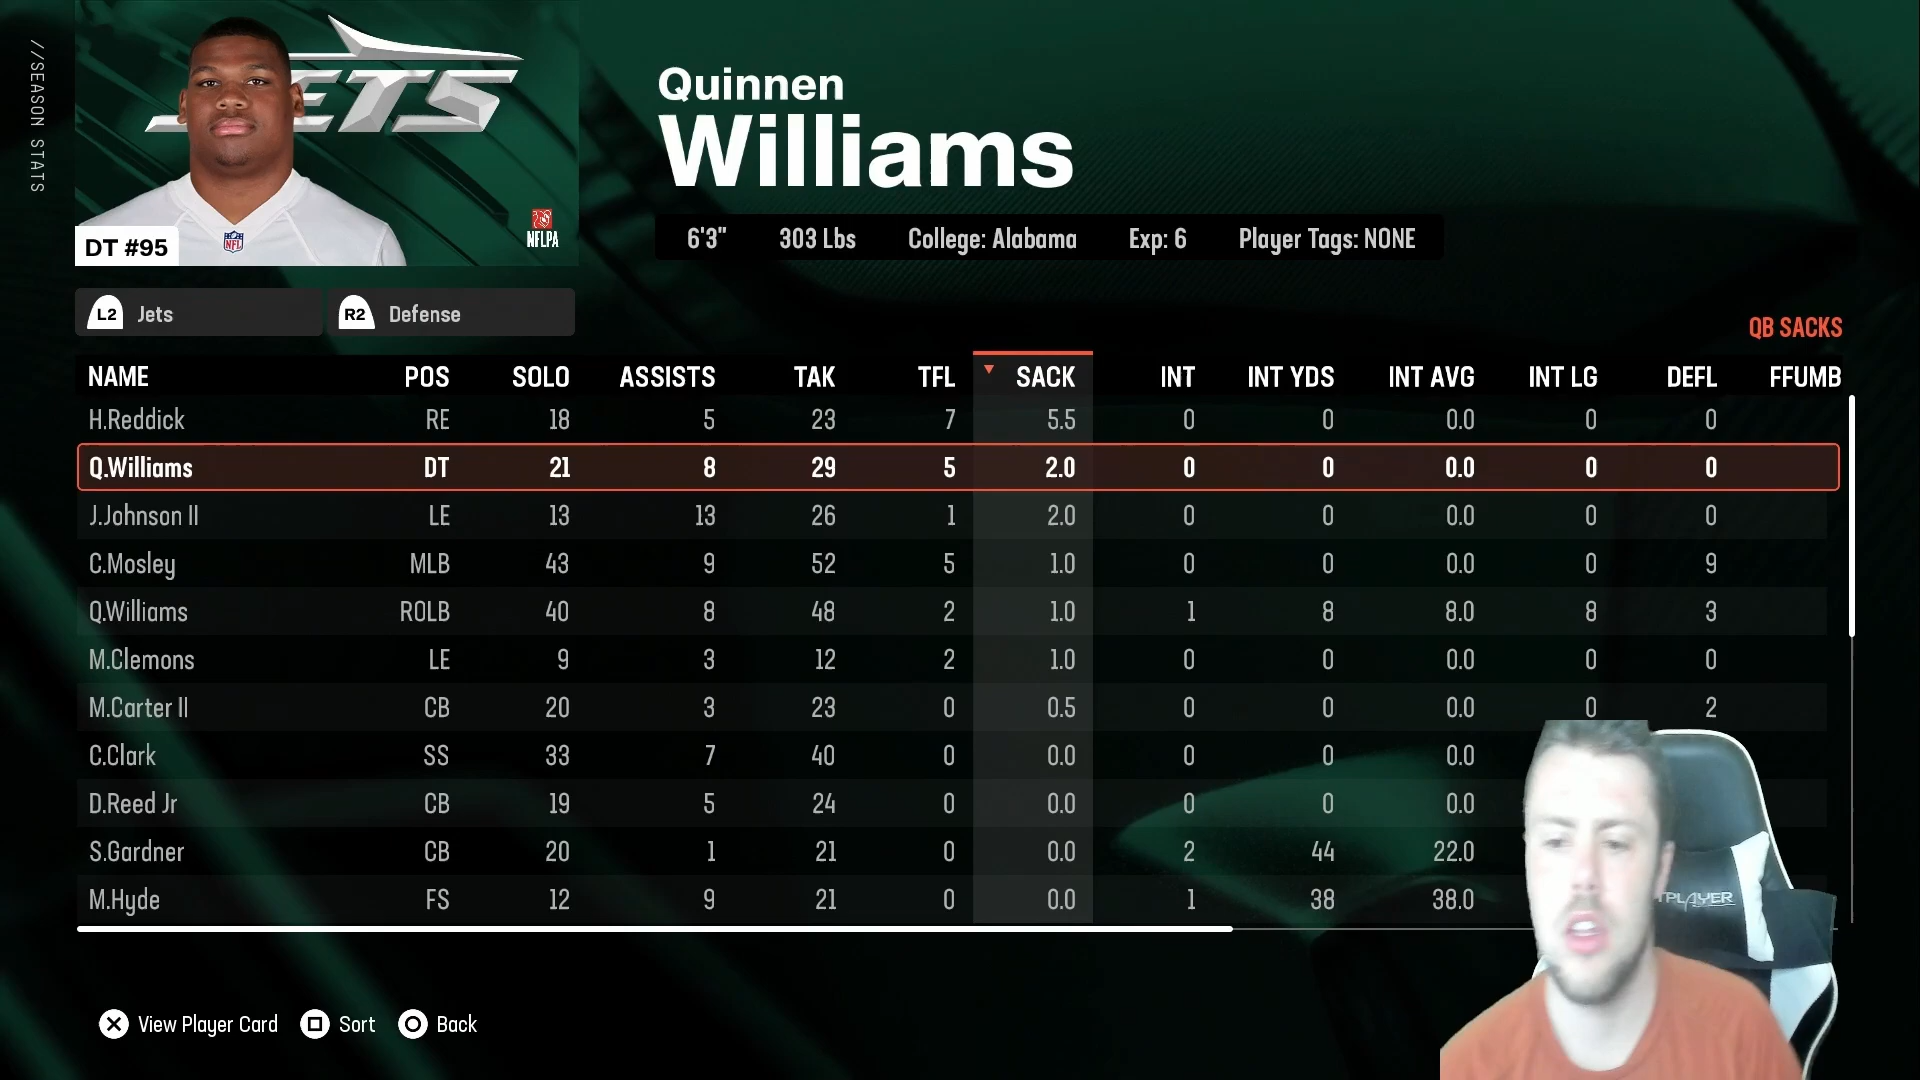 //SEASON STATS
JETS
DT #95
NFL
NFLPA
Quinnen
Williams
6'3" 303 Lbs College: Alabama Exp: 6 Player Tags: NONE
L2 Jets R2 Defense
QB SACKS
NAME POS SOLO ASSISTS TAK TFL SACK INT INT YDS INT AVG INT LG DEFL FFUMB
H.Reddick RE 18 5 23 7 5.5 0 0 0.0 0 0
Q.Williams DT 21 8 29 5 2.0 0 0 0.0 0 0
J.Johnson II LE 13 13 26 1 2.0 0 0 0.0 0 0
C.Mosley MLB 43 9 52 5 1.0 0 0 0.0 0 9
Q.Williams ROLB 40 8 48 2 1.0 1 8 8.0 8 3
M.Clemons LE 9 3 12 2 1.0 0 0 0.0 0 0
M.Carter II CB 20 3 23 0 0.5 0 0 0.0 0 2
C.Clark SS 33 7 40 0 0.0 0 0 0.0
D.Reed Jr CB 19 5 24 0 0.0 0 0 0.0
S.Gardner CB 20 1 21 0 0.0 2 44 22.0
M.Hyde FS 12 9 21 0 0.0 1 38 38.0
View Player Card Sort Back